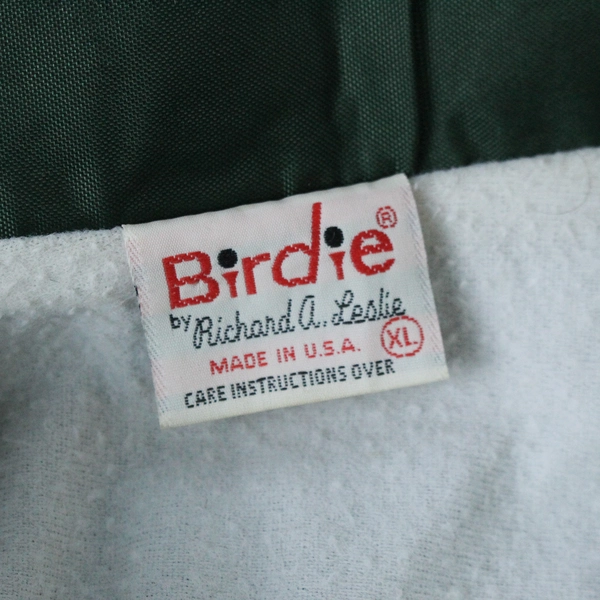 Birdie®
by Richard A. Leslie
MADE IN U.S.A. XL
CARE INSTRUCTIONS OVER